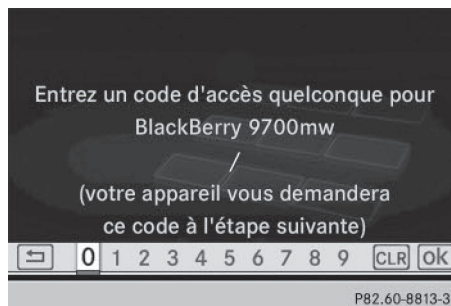 Entrez un code d'accès quelconque pour
BlackBerry 9700mw
/
(votre appareil vous demandera
ce code à l'étape suivante)
0 1 2 3 4 5 6 7 8 9 CLR ok
P82.60-8813-3